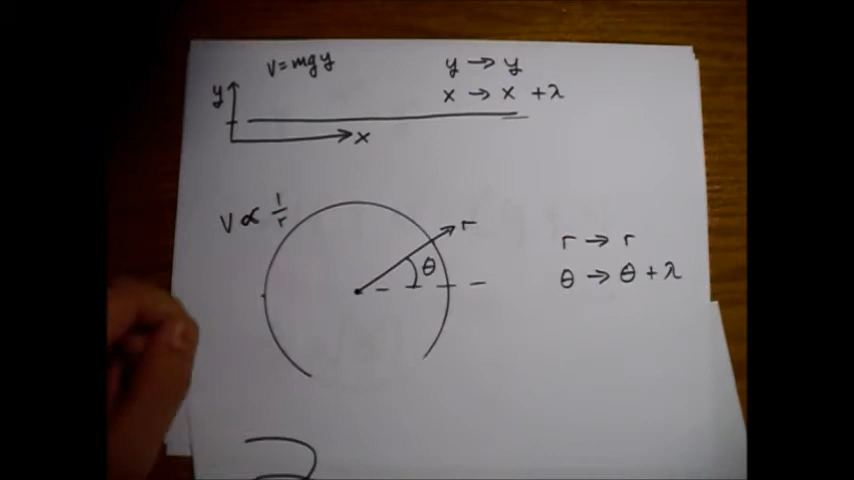 V = mgy
y → y
x → x + λ
y
x
V ∝ 1/r
r
θ
r → r
θ → θ + λ